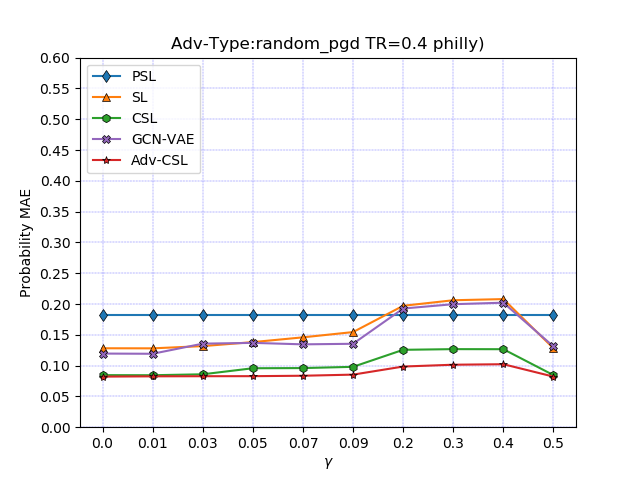 Adv-Type:random_pgd TR=0.4 philly)
0.60
0.55
0.50
0.45
0.40
0.35
0.30
0.25
0.20
0.15
0.10
0.05
0.00
Probability MAE
PSL
SL
CSL
GCN-VAE
Adv-CSL
0.0 0.01 0.03 0.05 0.07 0.09 0.2 0.3 0.4 0.5
γ